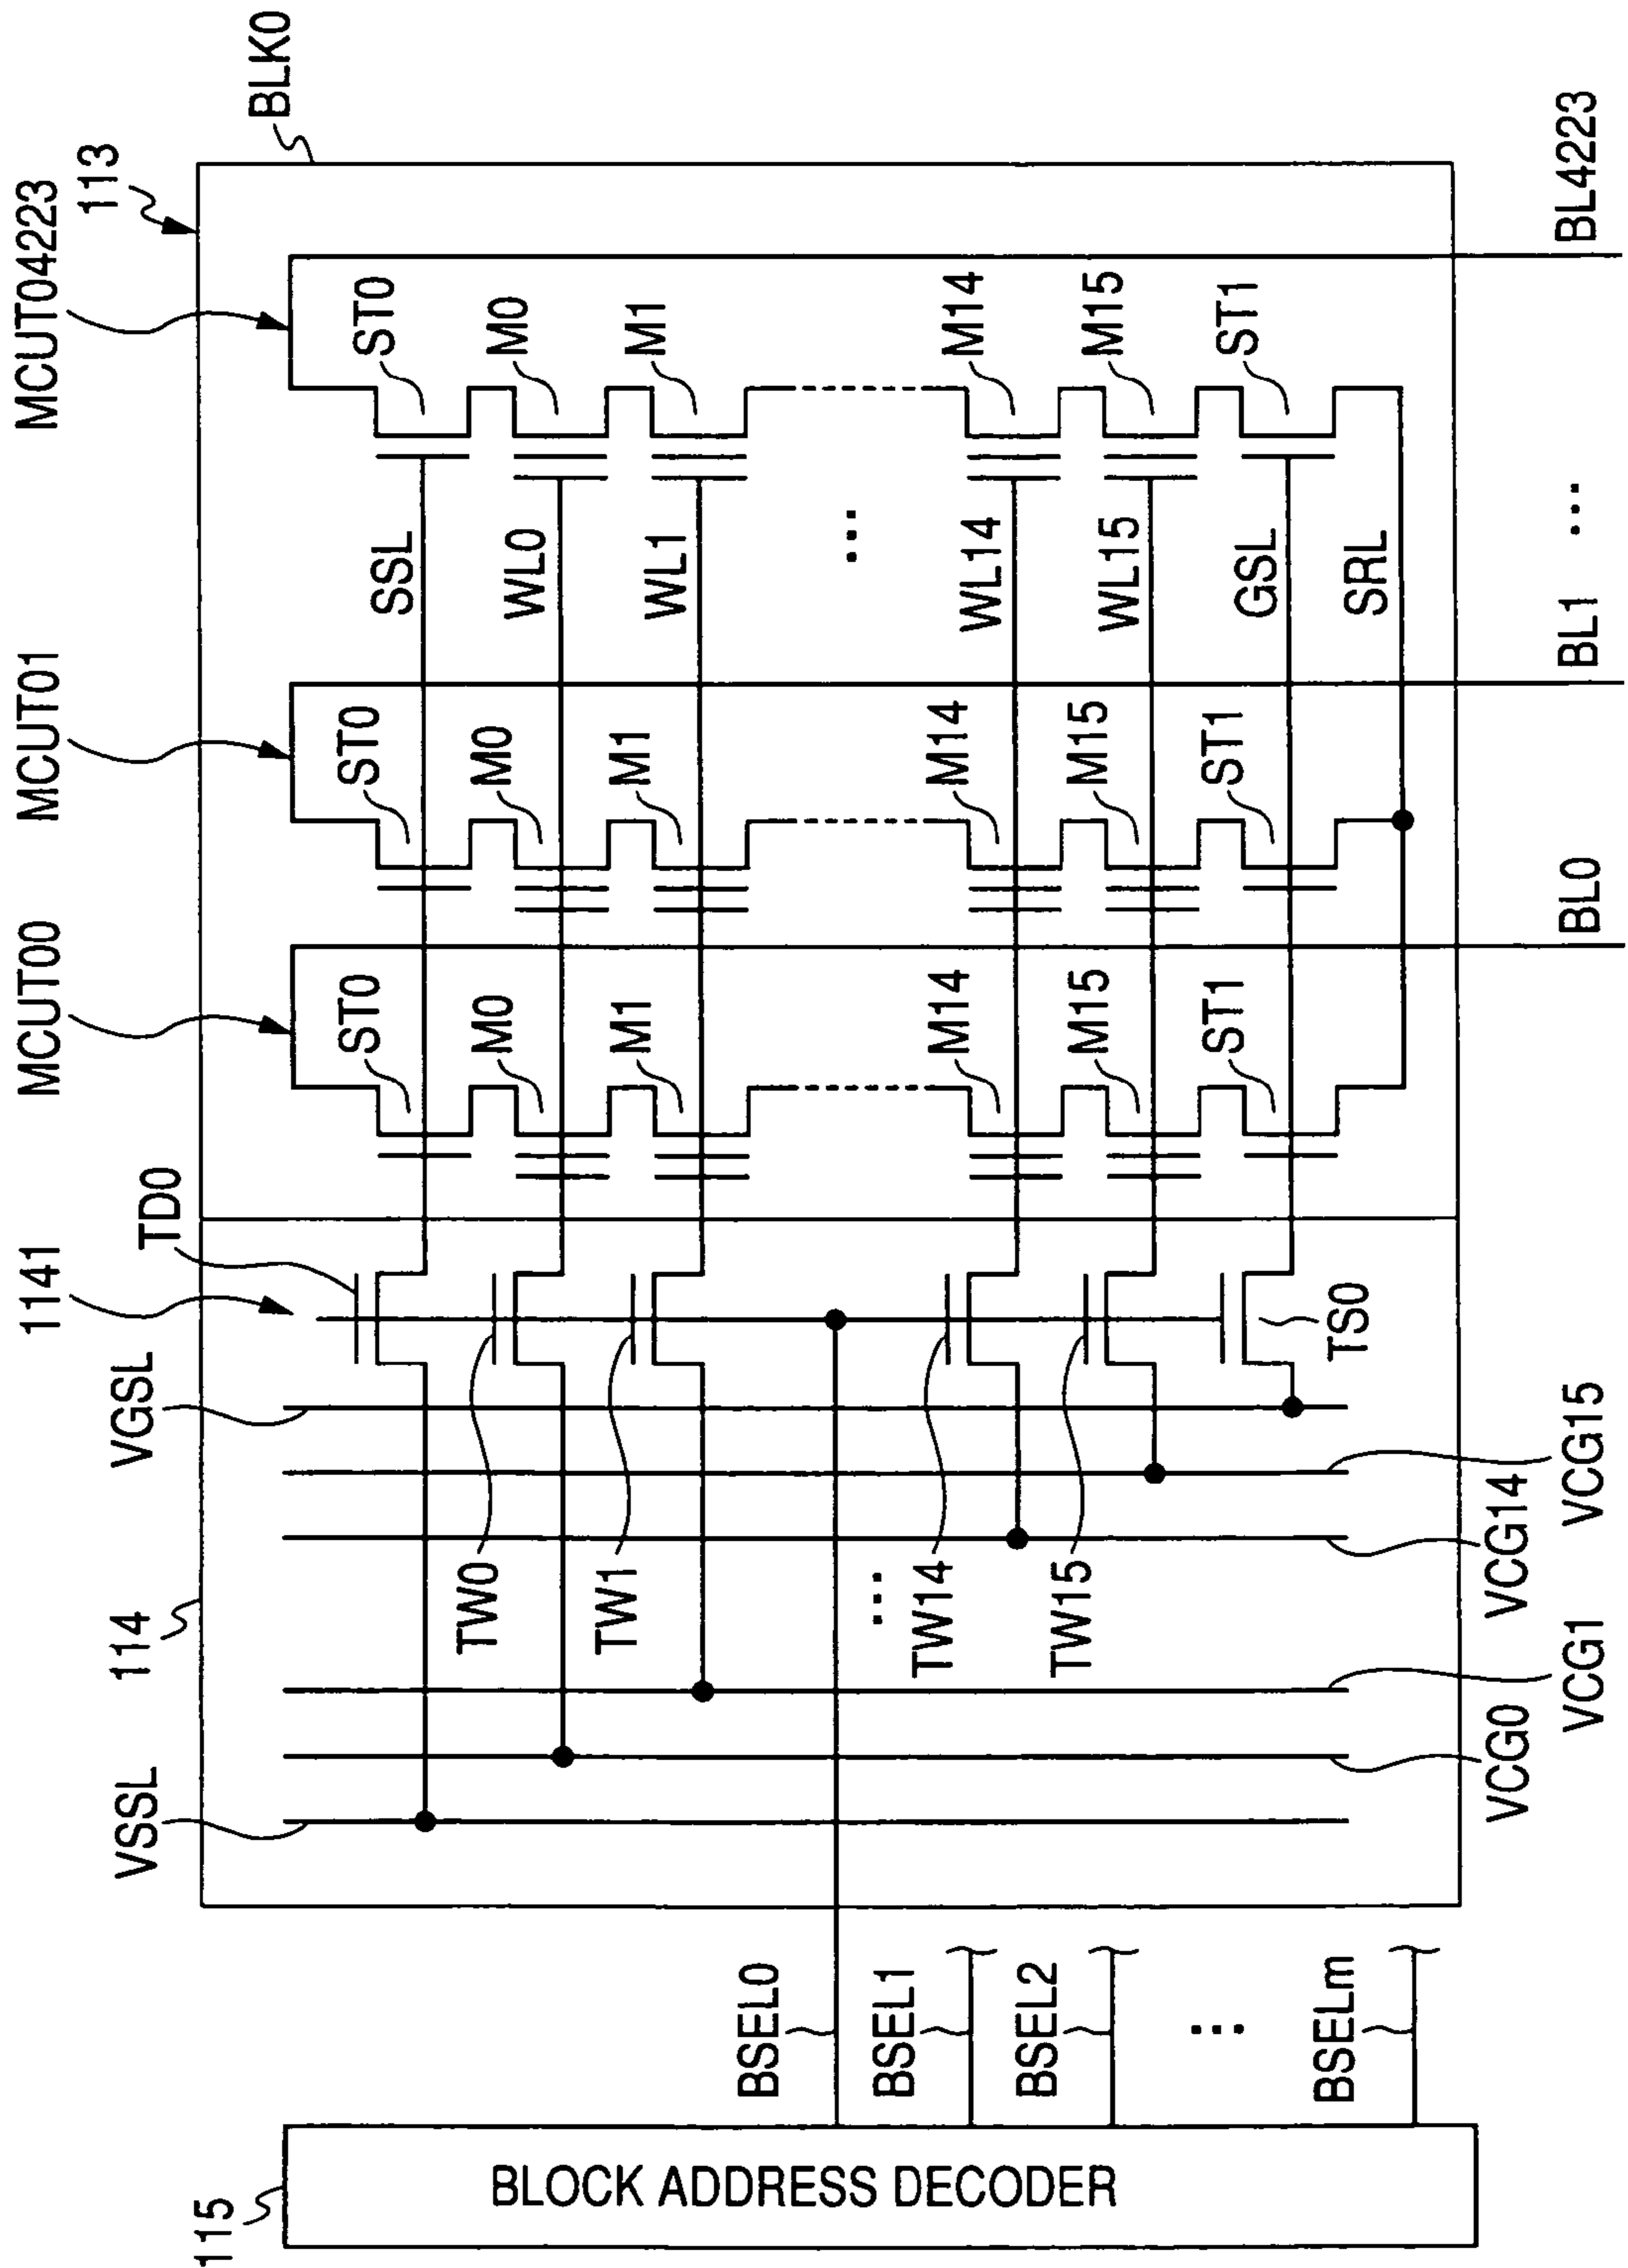 BLK0
113
MCUT04223
MCUT01
MCUT00
1141
TD0
VGSL
114
VSSL
115
BLOCK ADDRESS DECODER
BSEL0
BSEL1
BSEL2
...
BSELm
ST0
M0
M1
M14
M15
ST1
ST0
M0
M1
M14
M15
ST1
ST0
M0
M1
M14
M15
ST1
SSL
WL0
WL1
...
WL14
WL15
GSL
SRL
TW0
TW1
...
TW14
TW15
TS0
VCG0
VCG1
VCG14
VCG15
BL0
BL1 ...
BL4223